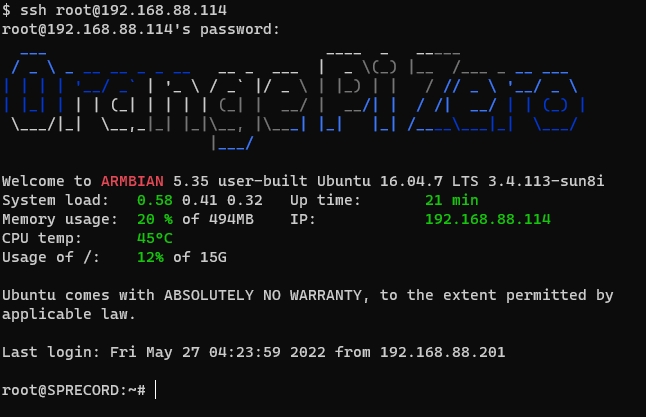 $ ssh root@192.168.88.114
root@192.168.88.114's password:
Orange Pi Zero
Welcome to ARMBIAN 5.35 user-built Ubuntu 16.04.7 LTS 3.4.113-sun8i
System load: 0.58 0.41 0.32 Up time: 21 min
Memory usage: 20 % of 494MB IP: 192.168.88.114
CPU temp: 45°C
Usage of /: 12% of 15G
Ubuntu comes with ABSOLUTELY NO WARRANTY, to the extent permitted by
applicable law.
Last login: Fri May 27 04:23:59 2022 from 192.168.88.201
root@SPRECORD:~#